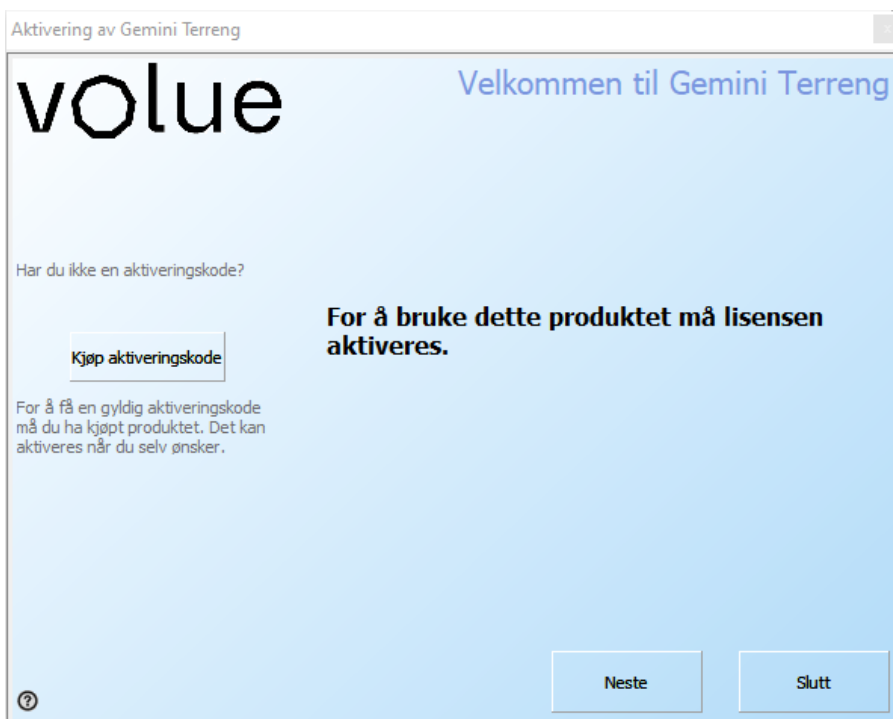 Aktivering av Gemini Terreng
volue
Velkommen til Gemini Terreng
Har du ikke en aktiveringskode?
For å bruke dette produktet må lisensen
aktiveres.
Kjøp aktiveringskode
For å få en gyldig aktiveringskode
må du ha kjøpt produktet. Det kan
aktiveres når du selv ønsker.
Neste
Slutt
?